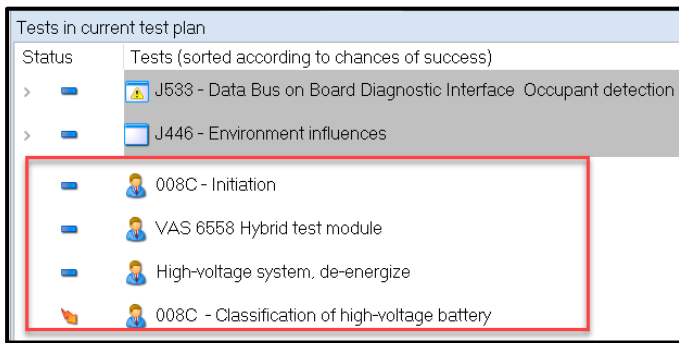 Tests in current test plan
Status Tests (sorted according to chances of success)
J533 - Data Bus on Board Diagnostic Interface Occupant detection
J446 - Environment influences
008C - Initiation
VAS 6558 Hybrid test module
High-voltage system, de-energize
008C - Classification of high-voltage battery